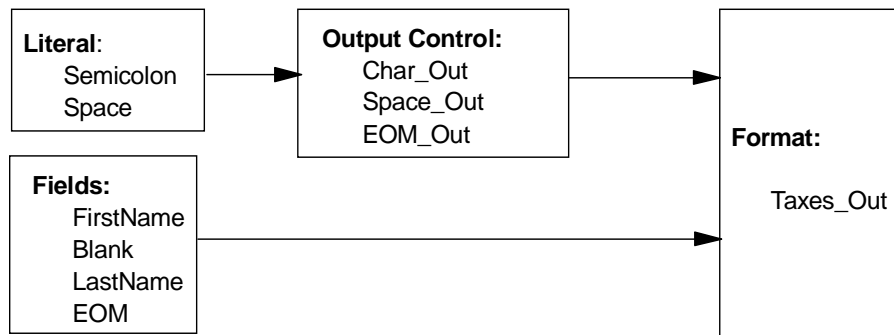 Literal:
Semicolon
Space
Output Control:
Char_Out
Space_Out
EOM_Out
Fields:
FirstName
Blank
LastName
EOM
Format:
Taxes_Out